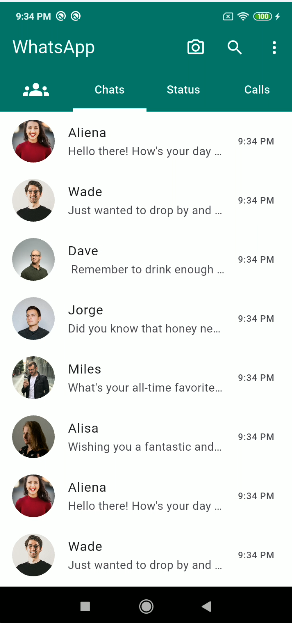 9:34 PM 100
WhatsApp
Chats Status Calls
Aliena
Hello there! How's your day ... 9:34 PM
Wade
Just wanted to drop by and ... 9:34 PM
Dave
Remember to drink enough ... 9:34 PM
Jorge
Did you know that honey ne... 9:34 PM
Miles
What's your all-time favorite... 9:34 PM
Alisa
Wishing you a fantastic and... 9:34 PM
Aliena
Hello there! How's your day ... 9:34 PM
Wade
Just wanted to drop by and ... 9:34 PM